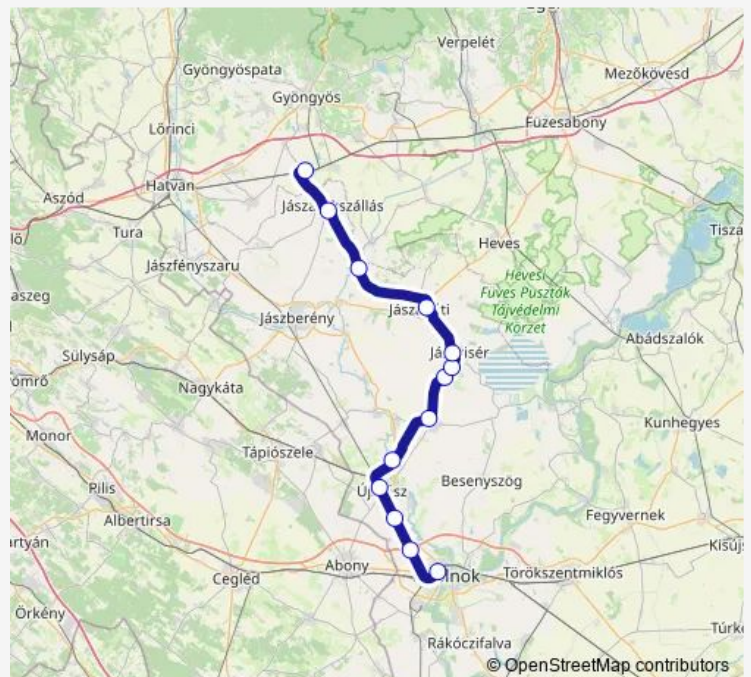 Verpelét
Gyöngyöspata
Mezőkövesd
Gyöngyös
Lőrinci
Füzesabony
Hatvan
Aszód
Tura
Heves
Jászfényszaru
Hevesi
Füves Puszták
Tájvédelmi
Körzet
Jászberény
Abádszalók
Sülysáp
Nagykáta
Monor
Kunhegyes
Tápiószele
Besenyszög
Pilis
Albertirsa
Fegyvernek
Abony
Cegléd
Törökszentmiklós
Örkény
Rákóczifalva
© OpenStreetMap contributors